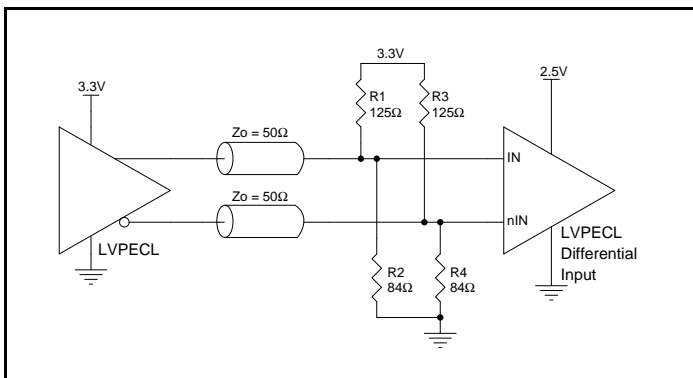 3.3V
3.3V
2.5V
R1
125Ω
R3
125Ω
Zo = 50Ω
IN
Zo = 50Ω
nIN
LVPECL
LVPECL
Differential
Input
R2
84Ω
R4
84Ω